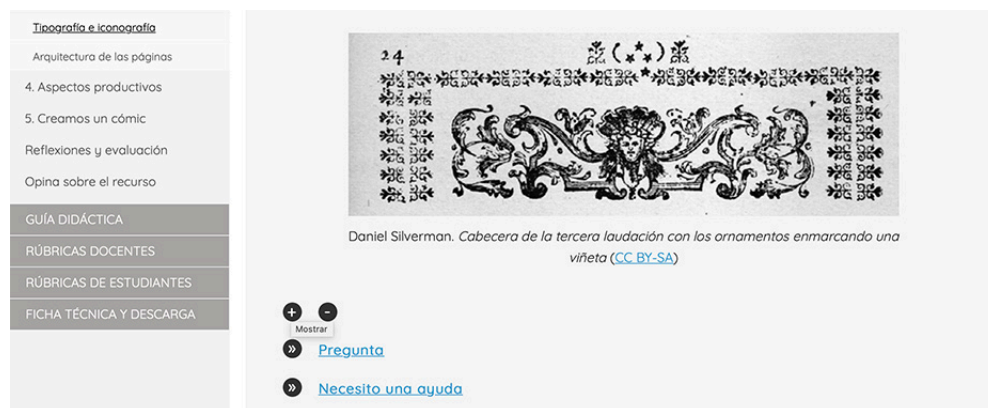 Tipografía e iconografía
Arquitectura de las páginas
4. Aspectos productivos
5. Creamos un cómic
Reflexiones y evaluación
Opina sobre el recurso
GUÍA DIDÁCTICA
RÚBRICAS DOCENTES
RÚBRICAS DE ESTUDIANTES
FICHA TÉCNICA Y DESCARGA
24
Daniel Silverman. Cabecera de la tercera laudación con los ornamentos enmarcando una
viñeta (CC BY-SA)
Mostrar
Pregunta
Necesito una ayuda